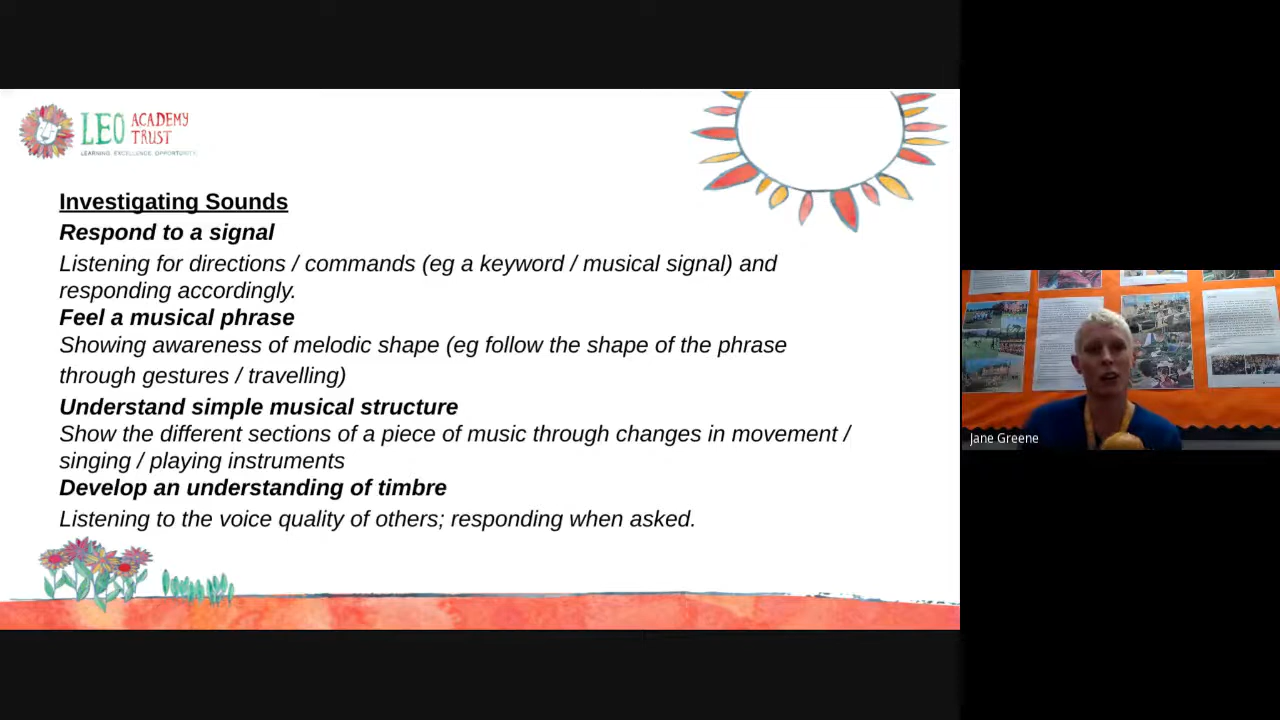 LEO ACADEMY
TRUST
LEARNING. EXCELLENCE. OPPORTUNITY.
Investigating Sounds
Respond to a signal
Listening for directions / commands (eg a keyword / musical signal) and
responding accordingly.
Feel a musical phrase
Showing awareness of melodic shape (eg follow the shape of the phrase
through gestures / travelling)
Understand simple musical structure
Show the different sections of a piece of music through changes in movement /
singing / playing instruments
Develop an understanding of timbre
Listening to the voice quality of others; responding when asked.
Jane Greene